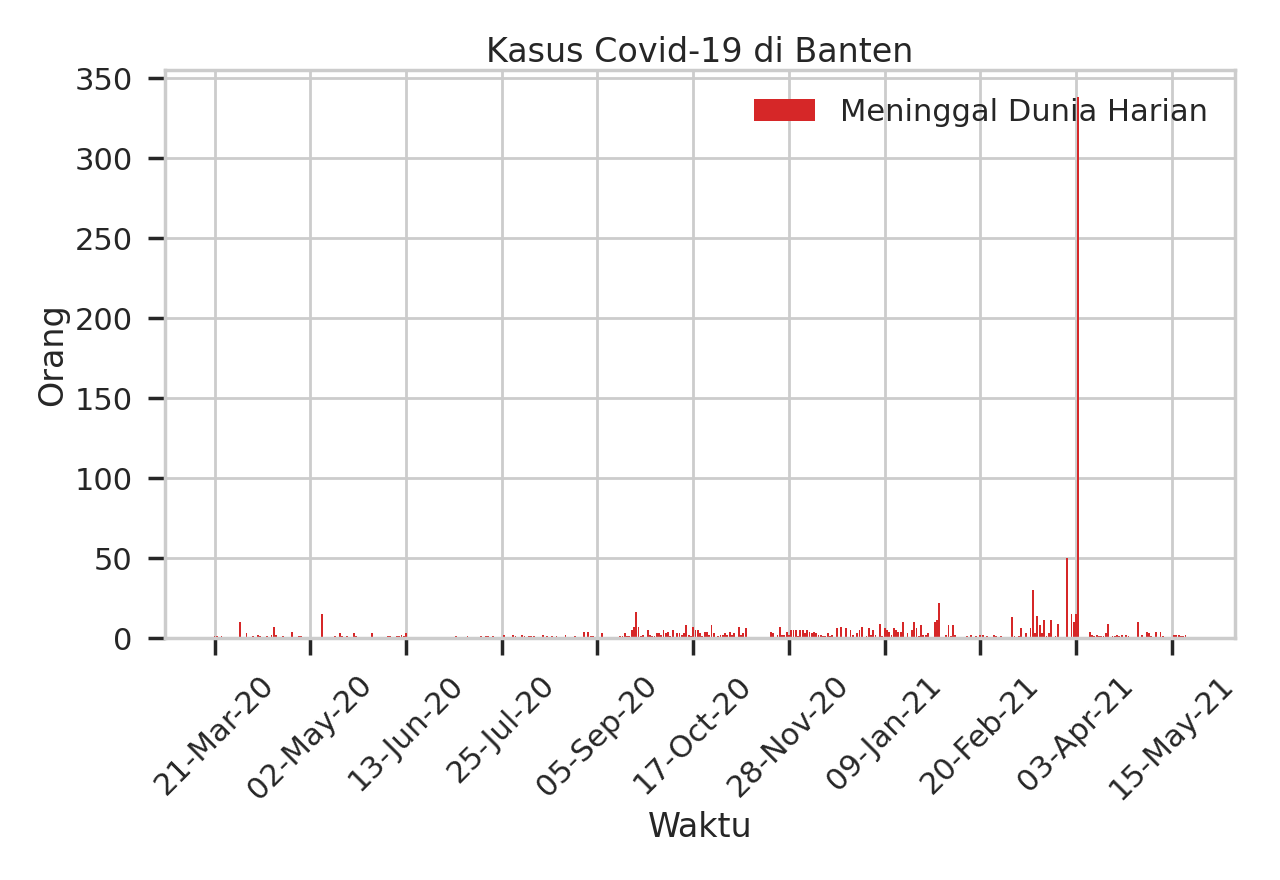 Kasus Covid-19 di Banten
Meninggal Dunia Harian
Orang
350
300
250
200
150
100
50
0
21-Mar-20
02-May-20
13-Jun-20
25-Jul-20
05-Sep-20
17-Oct-20
28-Nov-20
09-Jan-21
20-Feb-21
03-Apr-21
15-May-21
Waktu